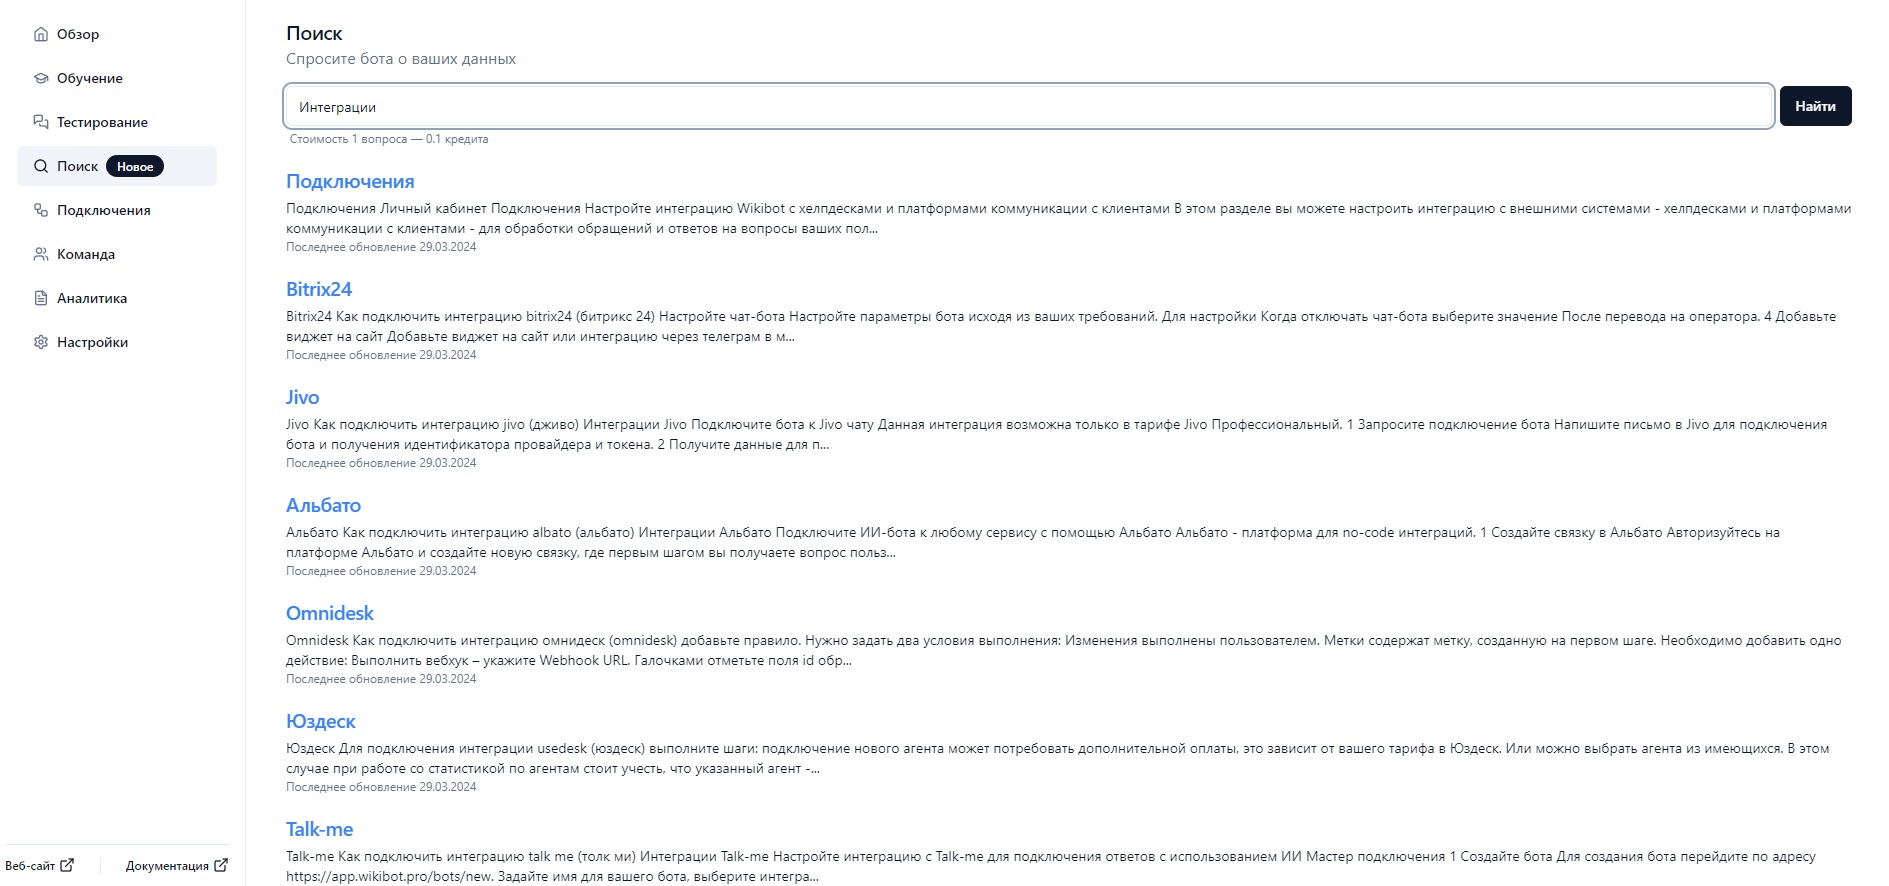 Обзор
Обучение
Тестирование
Поиск Новое
Подключения
Команда
Аналитика
Настройки
Веб-сайт
Документация
Поиск
Спросите бота о ваших данных
Интеграции
Найти
Стоимость 1 вопроса — 0.1 кредита
Подключения
Подключения Личный кабинет Подключения Настройте интеграцию Wikibot с хелпдесками и платформами коммуникации с клиентами В этом разделе вы можете настроить интеграцию с внешними системами - хелпдесками и платформами
коммуникации с клиентами - для обработки обращений и ответов на вопросы ваших пол...
Последнее обновление 29.03.2024
Bitrix24
Bitrix24 Как подключить интеграцию bitrix24 (битрикс 24) Настройте чат-бота Настройте параметры бота исходя из ваших требований. Для настройки Когда отключать чат-бота выберите значение После перевода на оператора. 4 Добавьте
виджет на сайт Добавьте виджет на сайт или интеграцию через телеграм в м...
Последнее обновление 29.03.2024
Jivo
Jivo Как подключить интеграцию jivo (дживо) Интеграции Jivo Подключите бота к Jivo чату Данная интеграция возможна только в тарифе Jivo Профессиональный. 1 Запросите подключение бота Напишите письмо в Jivo для подключения
бота и получения идентификатора провайдера и токена. 2 Получите данные для п...
Последнее обновление 29.03.2024
Альбато
Альбато Как подключить интеграцию albato (альбато) Интеграции Альбато Подключите ИИ-бота к любому сервису с помощью Альбато Альбато - платформа для no-code интеграций. 1 Создайте связку в Альбато Авторизуйтесь на
платформе Альбато и создайте новую связку, где первым шагом вы получаете вопрос польз...
Последнее обновление 29.03.2024
Omnidesk
Omnidesk Как подключить интеграцию омнидеск (omnidesk) добавьте правило. Нужно задать два условия выполнения: Изменения выполнены пользователем. Метки содержат метку, созданную на первом шаге. Необходимо добавить одно
действие: Выполнить вебхук – укажите Webhook URL. Галочками отметьте поля id обр...
Последнее обновление 29.03.2024
Юздеск
Юздеск Для подключения интеграции usedesk (юздеск) выполните шаги: подключение нового агента может потребовать дополнительной оплаты, это зависит от вашего тарифа в Юздеск. Или можно выбрать агента из имеющихся. В этом
случае при работе со статистикой по агентам стоит учесть, что указанный агент -...
Последнее обновление 29.03.2024
Talk-me
Talk-me Как подключить интеграцию talk me (толк ми) Интеграции Talk-me Настройте интеграцию с Talk-me для подключения ответов с использованием ИИ Мастер подключения 1 Создайте бота Для создания бота перейдите по адресу
https://app.wikibot.pro/bots/new. Задайте имя для вашего бота, выберите интегра...